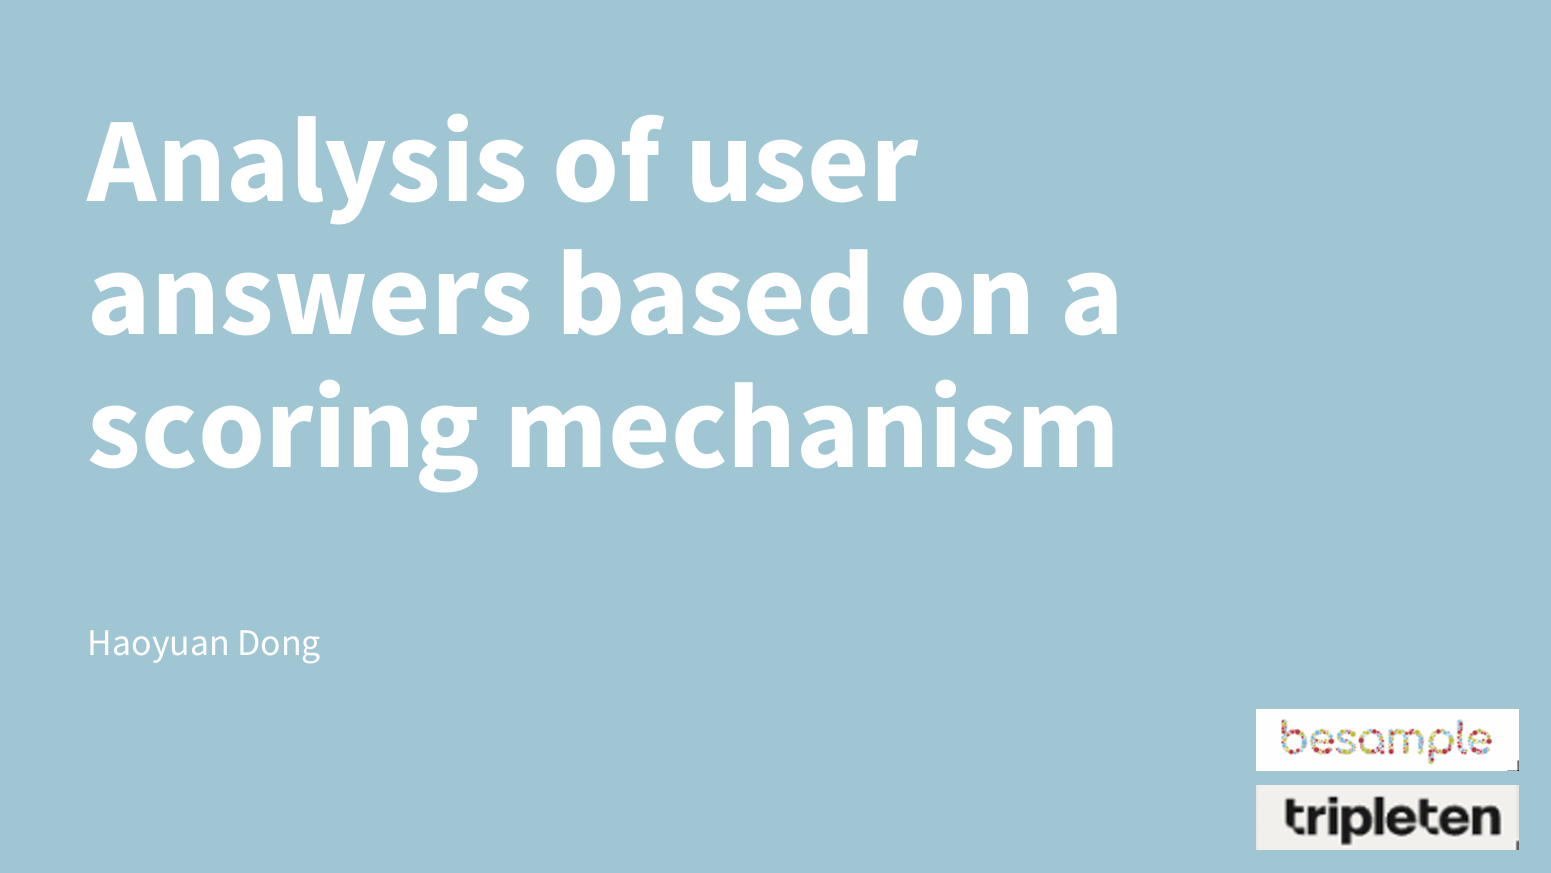 Analysis of user
answers based on a
scoring mechanism
Haoyuan Dong
besample
tripleten